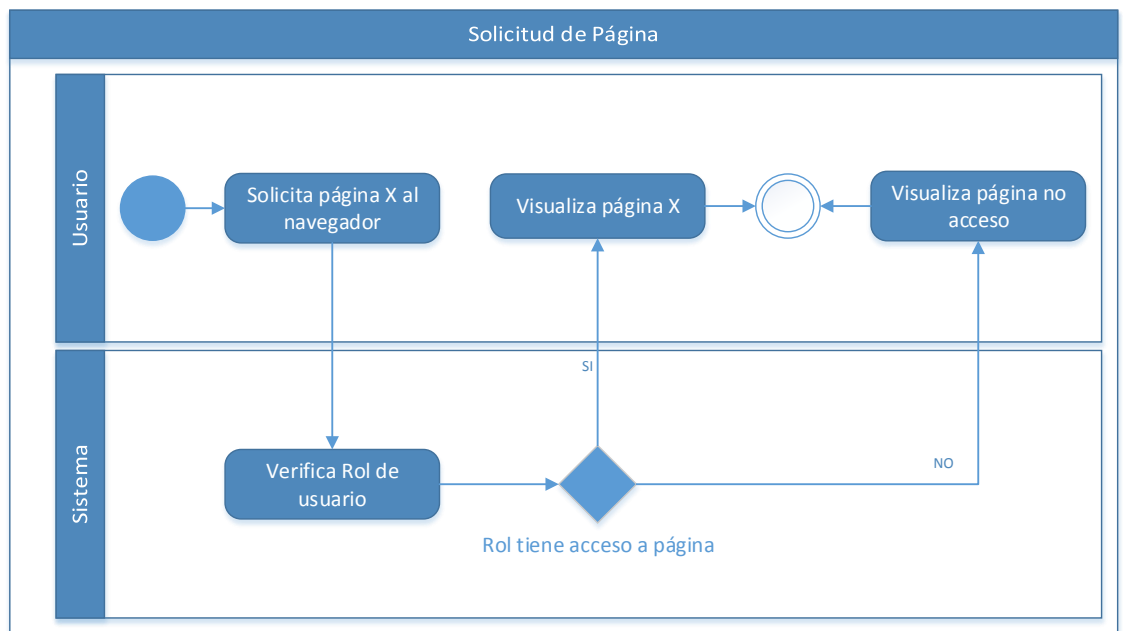 Solicitud de Página
Usuario
Solicita página X al
navegador
Visualiza página X
Visualiza página no
acceso
Sistema
SI
Verifica Rol de
usuario
NO
Rol tiene acceso a página